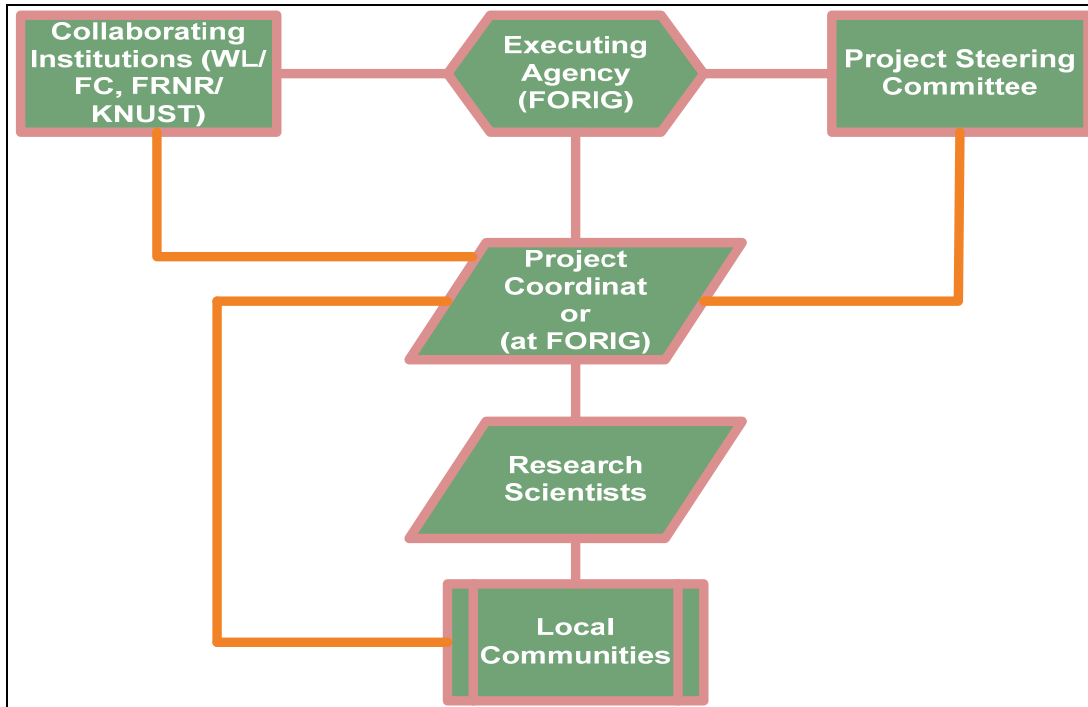 Collaborating
Institutions (WL/
FC, FRNR/
KNUST)
Executing
Agency
(FORIG)
Project Steering
Committee
Project
Coordinat
or
(at FORIG)
Research
Scientists
Local
Communities